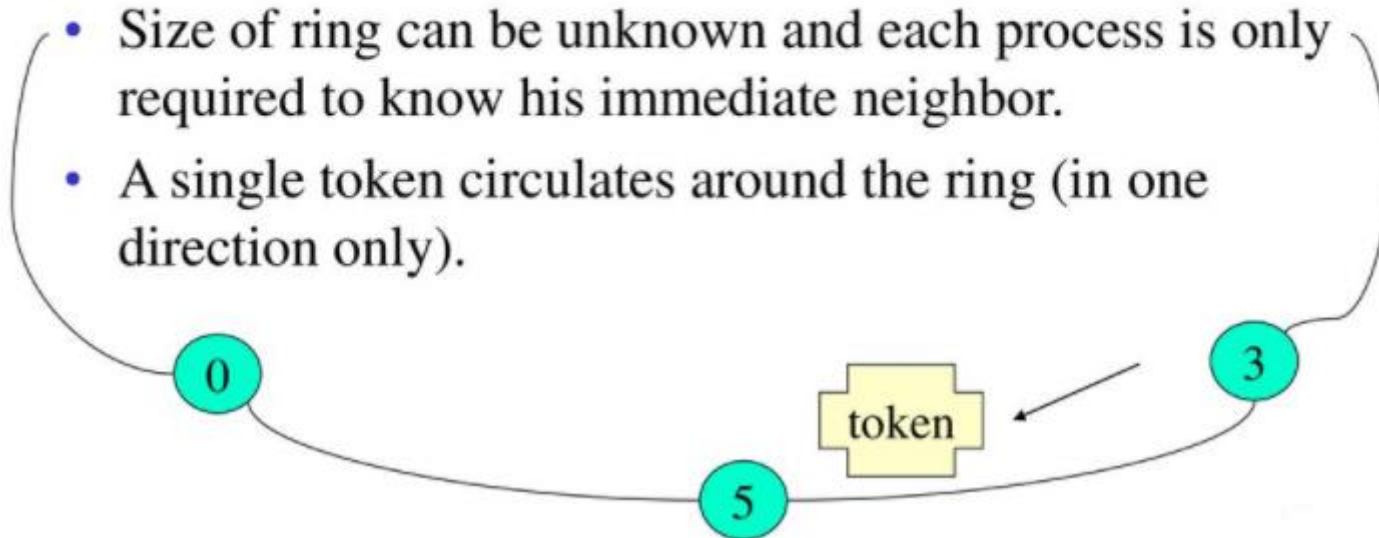 • Size of ring can be unknown and each process is only
required to know his immediate neighbor.
• A single token circulates around the ring (in one
direction only).
0
3
token
5